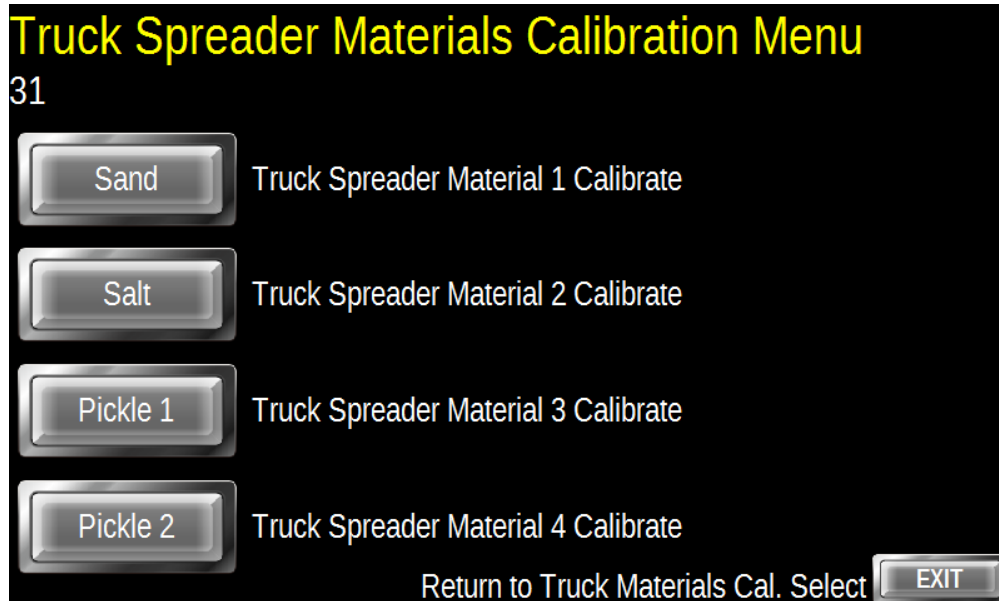 Truck Spreader Materials Calibration Menu
31
Sand Truck Spreader Material 1 Calibrate
Salt Truck Spreader Material 2 Calibrate
Pickle 1 Truck Spreader Material 3 Calibrate
Pickle 2 Truck Spreader Material 4 Calibrate
Return to Truck Materials Cal. Select EXIT